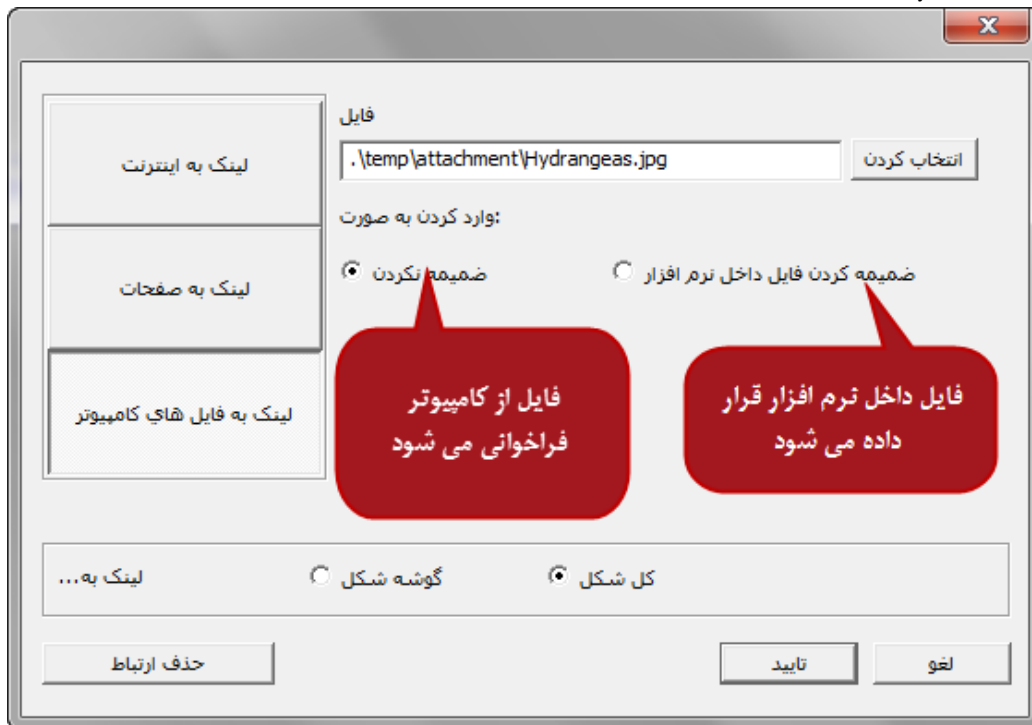 فایل
.\temp\attachment\Hydrangeas.jpg
انتخاب کردن
وارد کردن به صورت:
ضمیمه نکردن
ضمیمه کردن فایل داخل نرم افزار
لینک به اینترنت
لینک به صفحات
لینک به فایل هاي کامپیوتر
فایل از کامپیوتر
فراخوانی می شود
فایل داخل نرم افزار قرار
داده می شود
لینک به...
گوشه شکل
کل شکل
حذف ارتباط
تایید
لغو